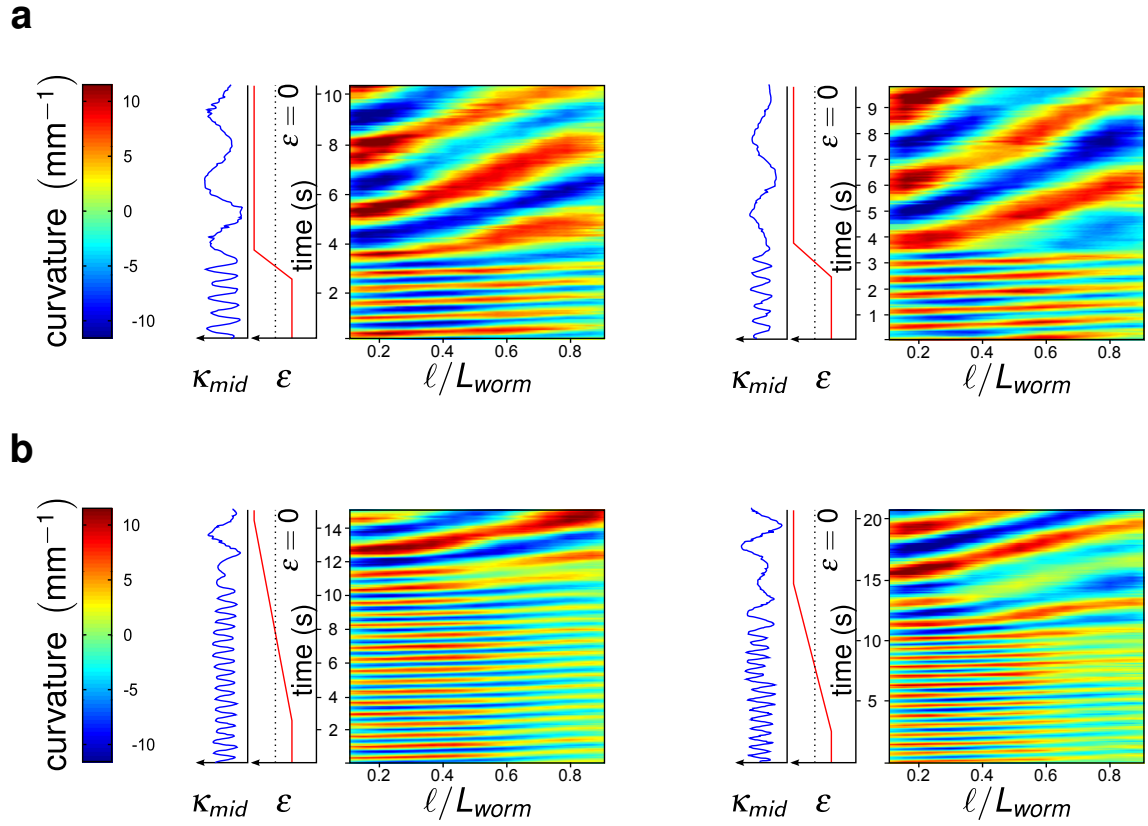 a
curvature (mm⁻¹)
10
5
0
-5
-10
κmid
ε
ε = 0
time (s)
10
8
6
4
2
0.2 0.4 0.6 0.8
ℓ/Lworm
κmid
ε
ε = 0
time (s)
9
8
7
6
5
4
3
2
1
0.2 0.4 0.6 0.8
ℓ/Lworm
b
curvature (mm⁻¹)
10
5
0
-5
-10
κmid
ε
ε = 0
time (s)
14
12
10
8
6
4
2
0.2 0.4 0.6 0.8
ℓ/Lworm
κmid
ε
ε = 0
time (s)
20
15
10
5
0.2 0.4 0.6 0.8
ℓ/Lworm